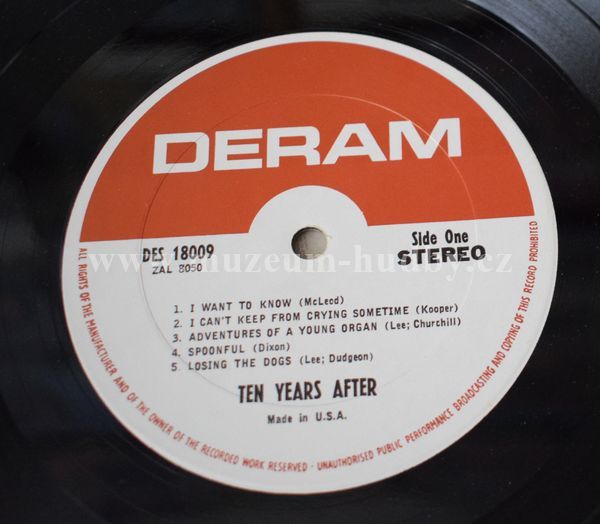 DERAM
DES 18009
ZAL 8050
Side One
STEREO
1. I WANT TO KNOW (McLeod)
2. I CAN'T KEEP FROM CRYING SOMETIME (Kooper)
3. ADVENTURES OF A YOUNG ORGAN (Lee; Churchill)
4. SPOONFUL (Dixon)
5. LOSING THE DOGS (Lee; Dudgeon)
TEN YEARS AFTER
Made in U.S.A.
ALL RIGHTS OF THE MANUFACTURER AND OF THE OWNER OF THE RECORDED WORK RESERVED - UNAUTHORISED PUBLIC PERFORMANCE BROADCASTING AND COPYING OF THIS RECORD PROHIBITED
www.muzeum-hudby.cz